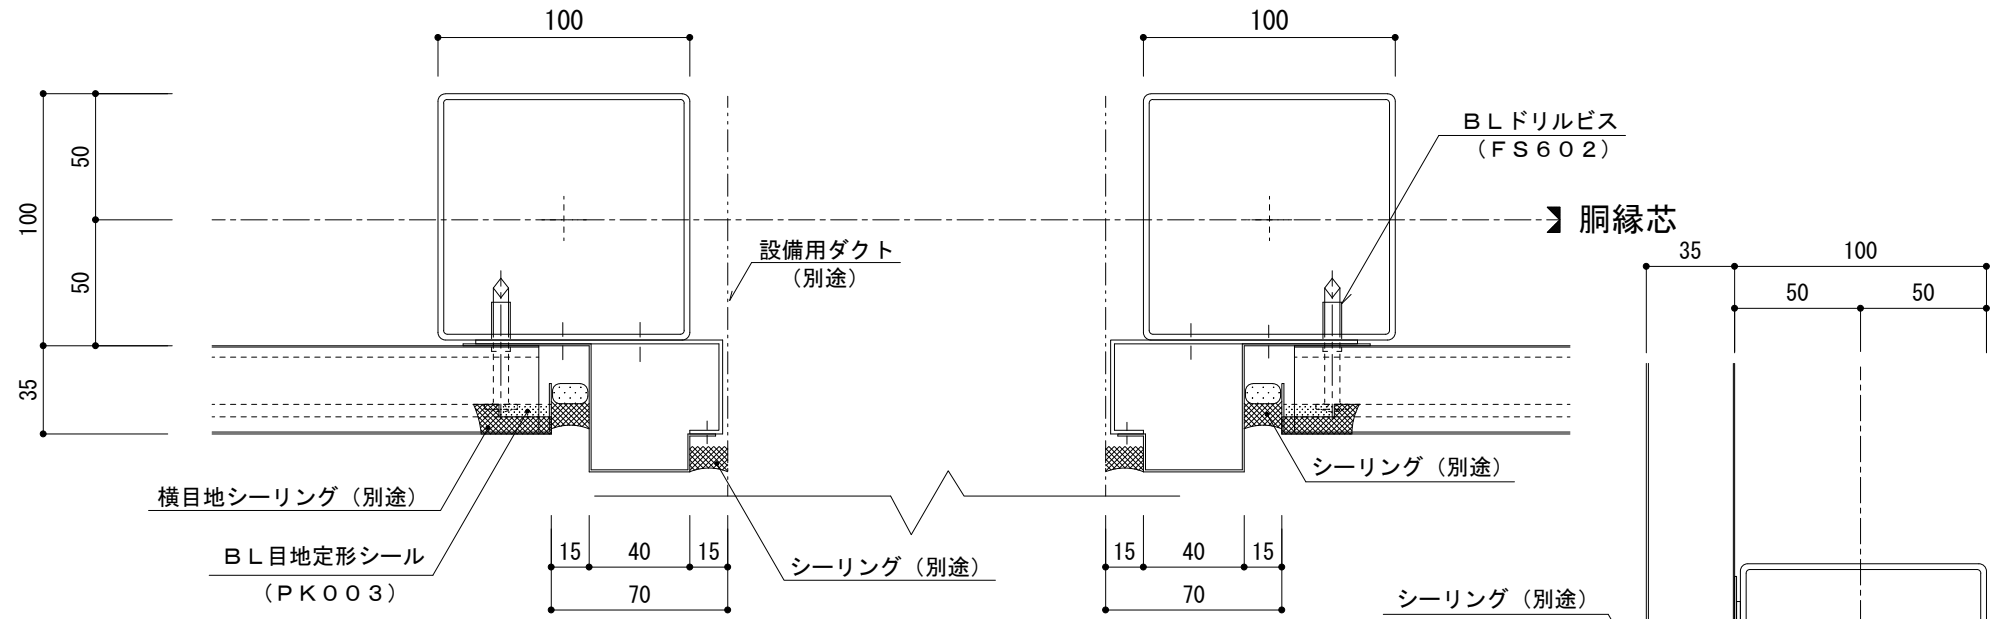 100
100
BLドリルビス
(FS602)
50
100
50
35
胴縁芯
設備用ダクト
(別途)
35
100
50
50
シーリング(別途)
横目地シーリング(別途)
BL目地定形シール
(PK003)
シーリング(別途)
15
40
15
70
15
40
15
70
シーリング(別途)